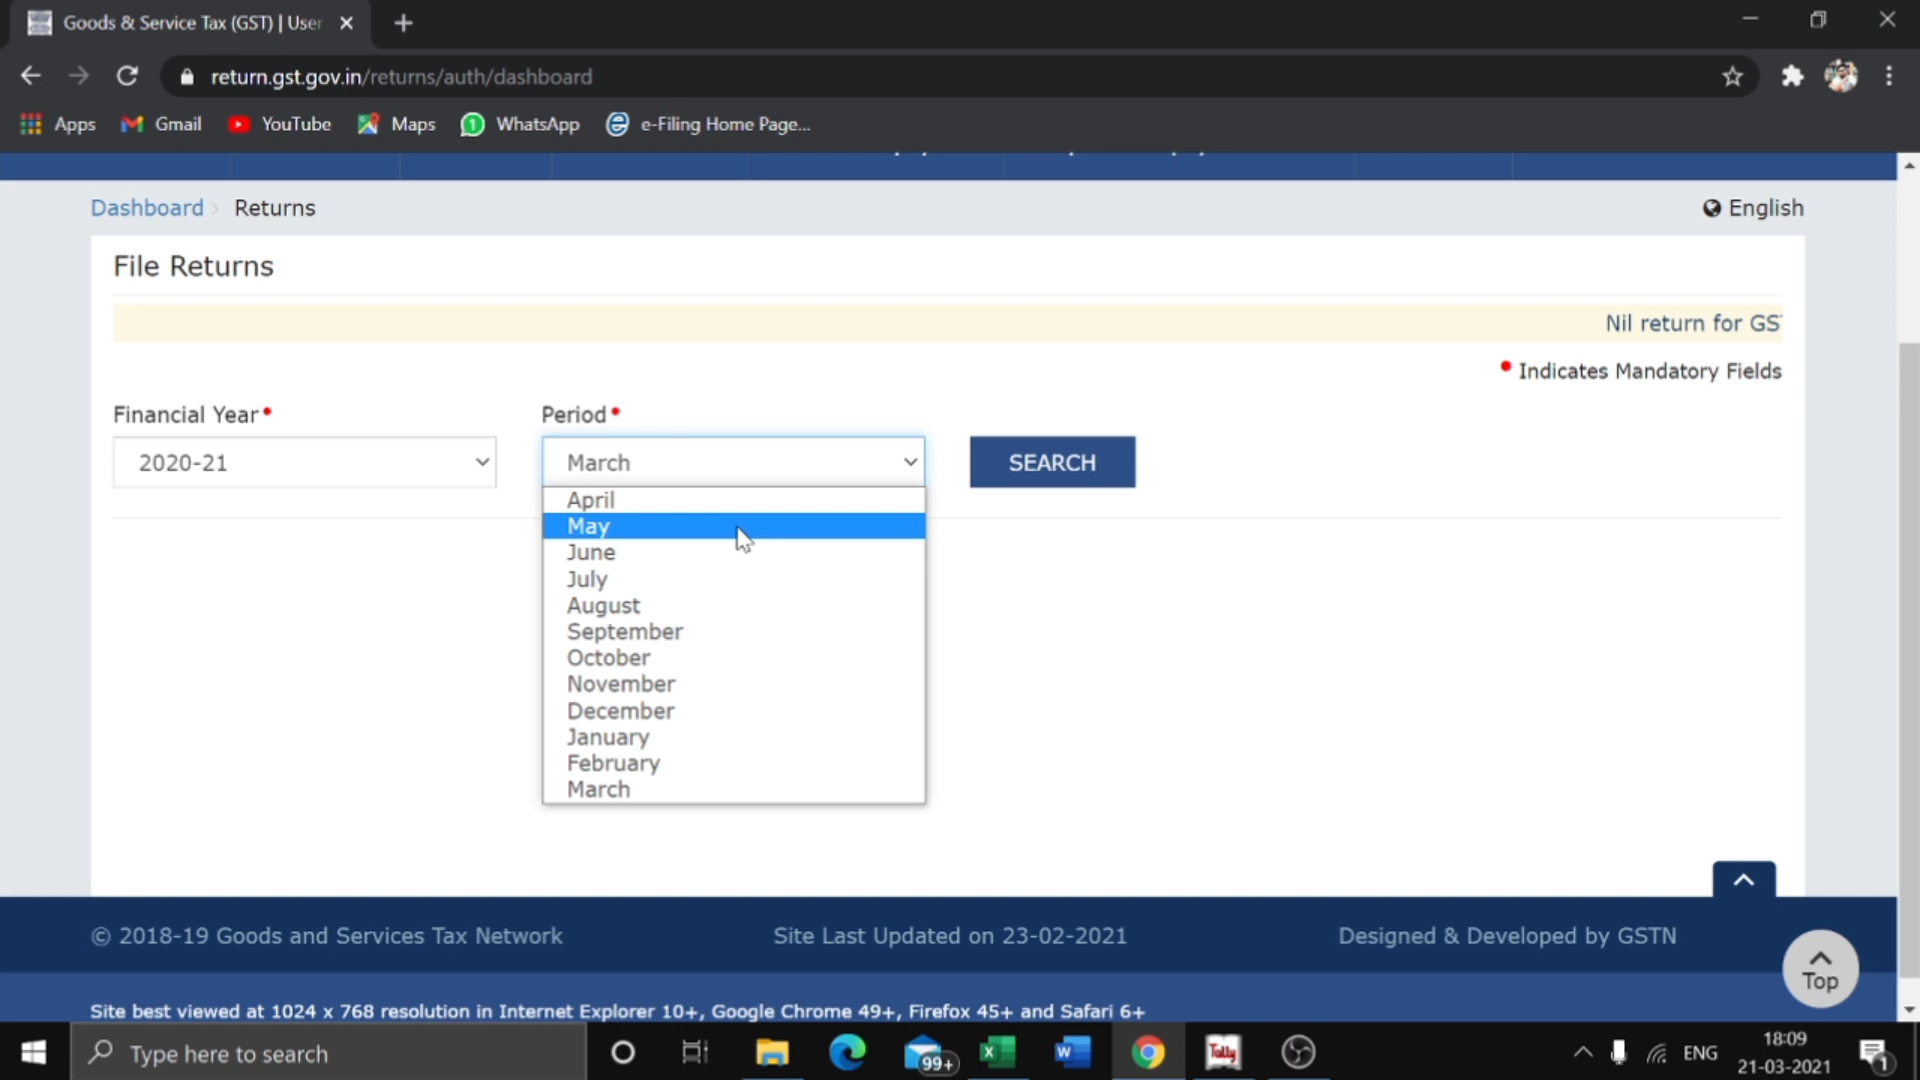 Goods & Service Tax (GST) | User
return.gst.gov.in/returns/auth/dashboard
Apps Gmail YouTube Maps WhatsApp e-Filing Home Page...
Dashboard Returns English
File Returns
Nil return for GST
Indicates Mandatory Fields
Financial Year Period
2020-21 March SEARCH
April
May
June
July
August
September
October
November
December
January
February
March
© 2018-19 Goods and Services Tax Network Site Last Updated on 23-02-2021 Designed & Developed by GSTN
Top
Site best viewed at 1024 x 768 resolution in Internet Explorer 10+, Google Chrome 49+, Firefox 45+ and Safari 6+
Type here to search 99+ Tally ENG 18:09
21-03-2021 1